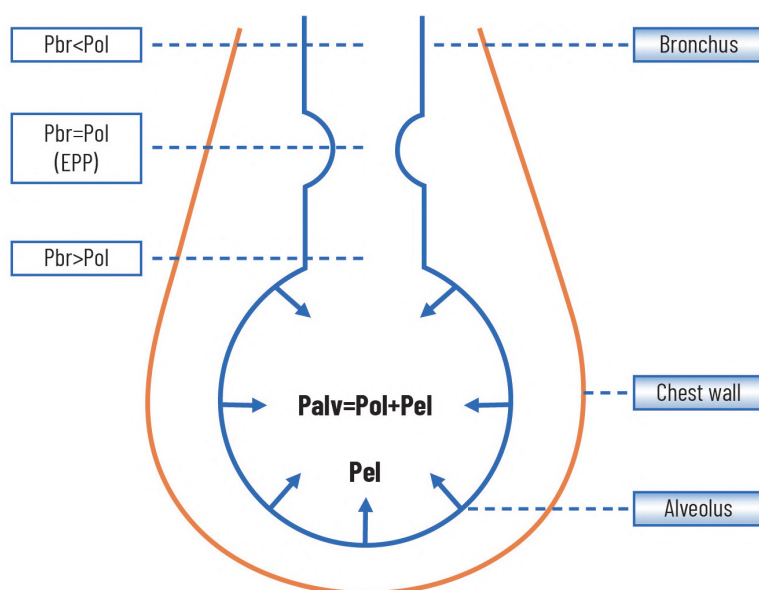 Pbr<Pol
Bronchus
Pbr=Pol
(EPP)
Pbr>Pol
Palv=Pol+Pel
Chest wall
Pel
Alveolus